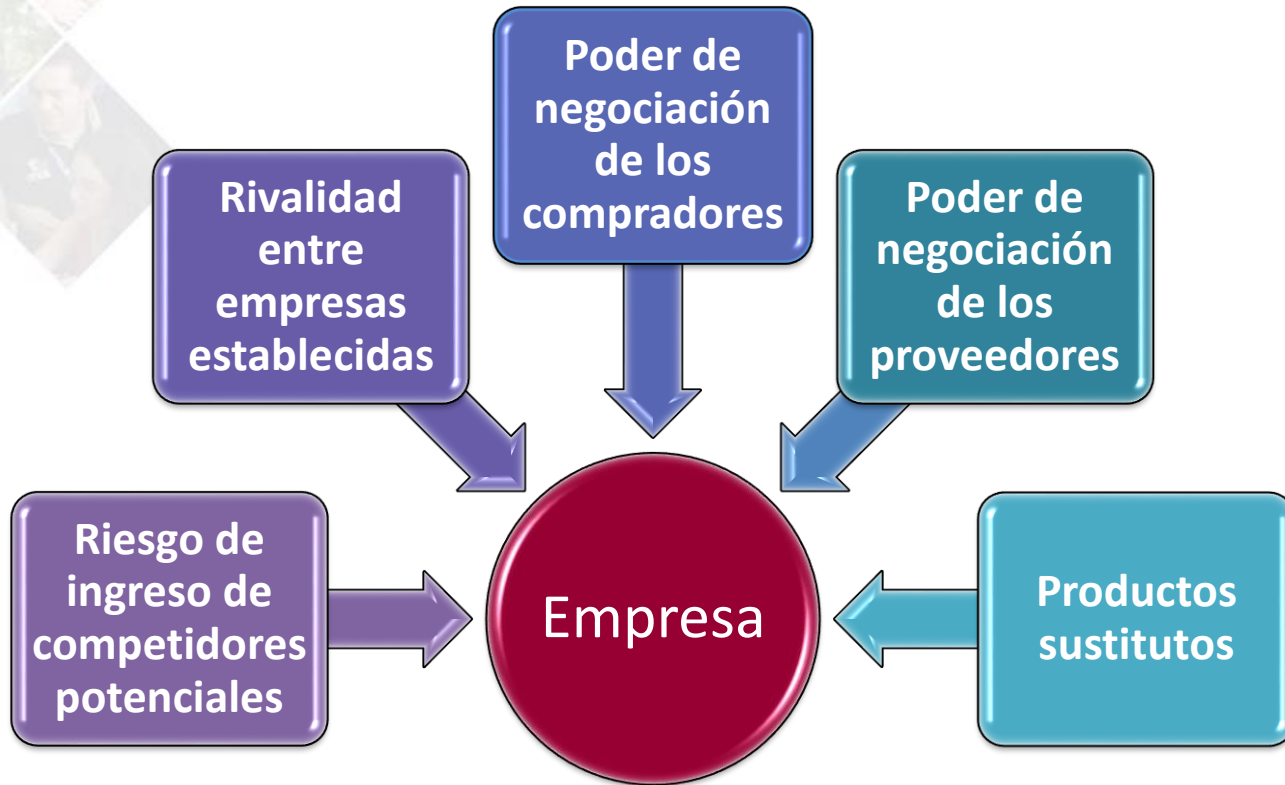 Poder de
negociación
de los
compradores
Rivalidad
entre
empresas
establecidas
Poder de
negociación
de los
proveedores
Riesgo de
ingreso de
competidores
potenciales
Empresa
Productos
sustitutos